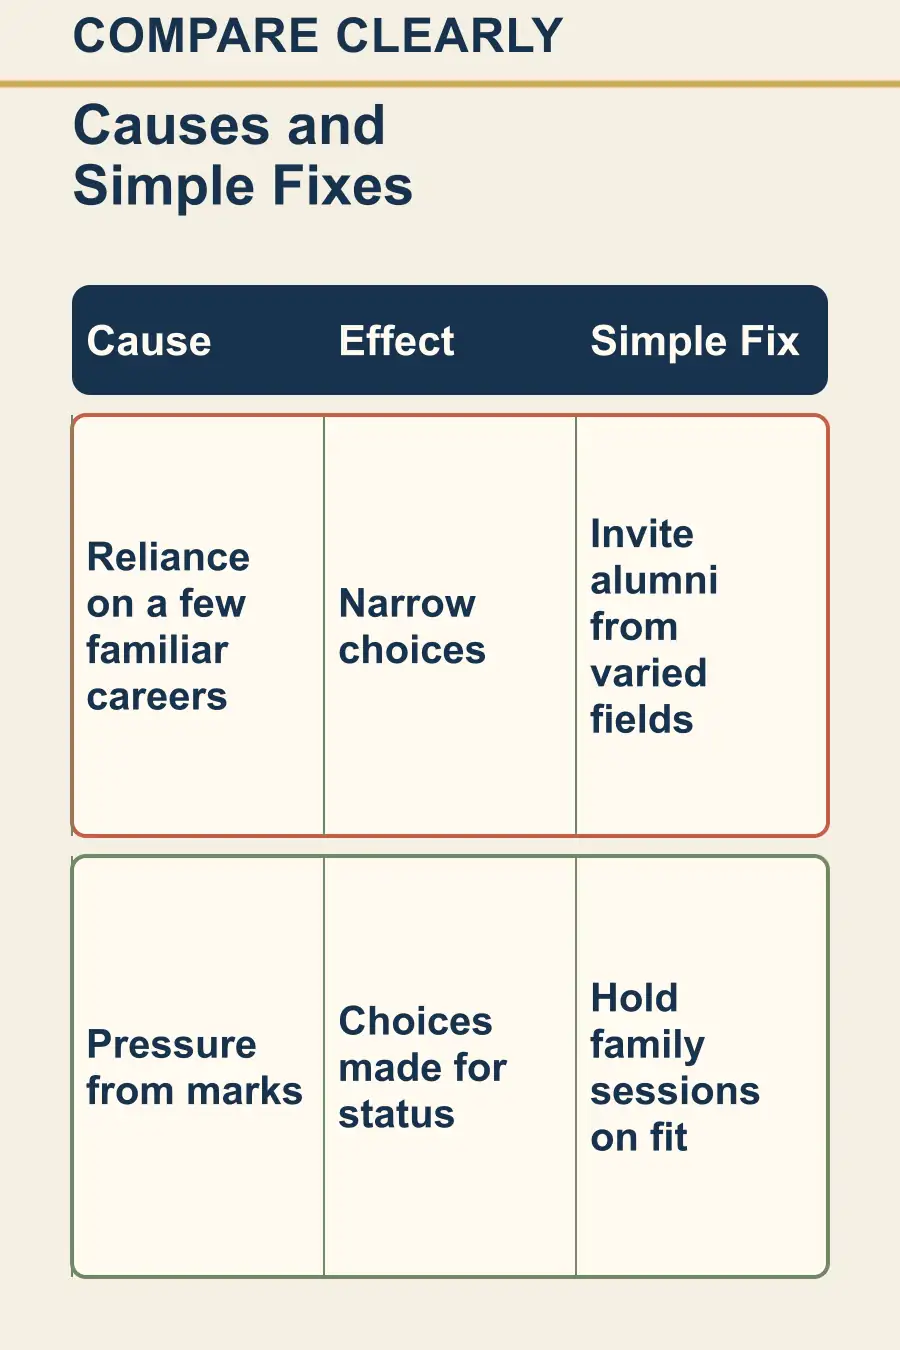 COMPARE CLEARLY
Causes and
Simple Fixes
Cause
Effect
Simple Fix
Reliance
on a few
familiar
careers
Narrow
choices
Invite
alumni
from
varied
fields
Pressure
from marks
Choices
made for
status
Hold
family
sessions
on fit